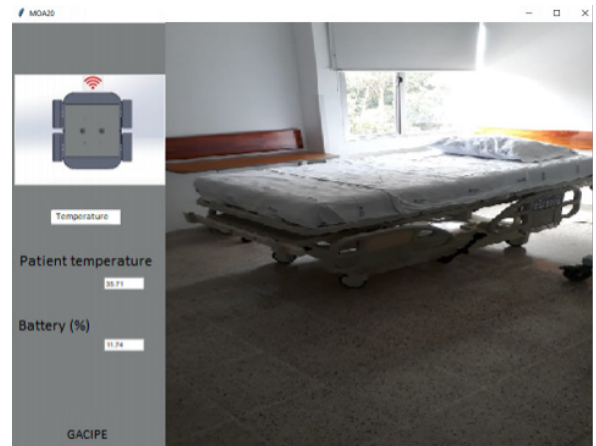 MOA20
Temperature
Patient temperature
35.71
Battery (%)
11.74
GACIPE